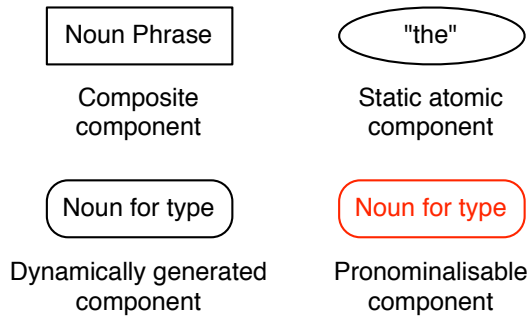 Noun Phrase
"the"
Composite
component
Static atomic
component
Noun for type
Noun for type
Dynamically generated
component
Pronominalisable
component